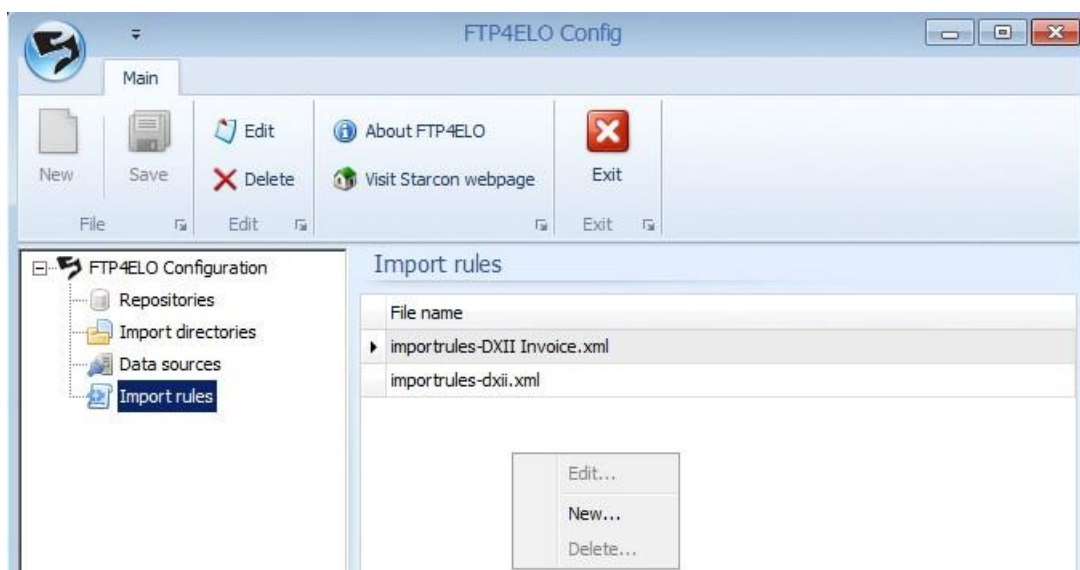 FTP4ELO Config
Main
New
Save
Edit
Delete
About FTP4ELO
Visit Starcon webpage
Exit
File
Edit
Exit
FTP4ELO Configuration
Repositories
Import directories
Data sources
Import rules
Import rules
File name
importrules-DXII Invoice.xml
importrules-dxii.xml
Edit...
New...
Delete...